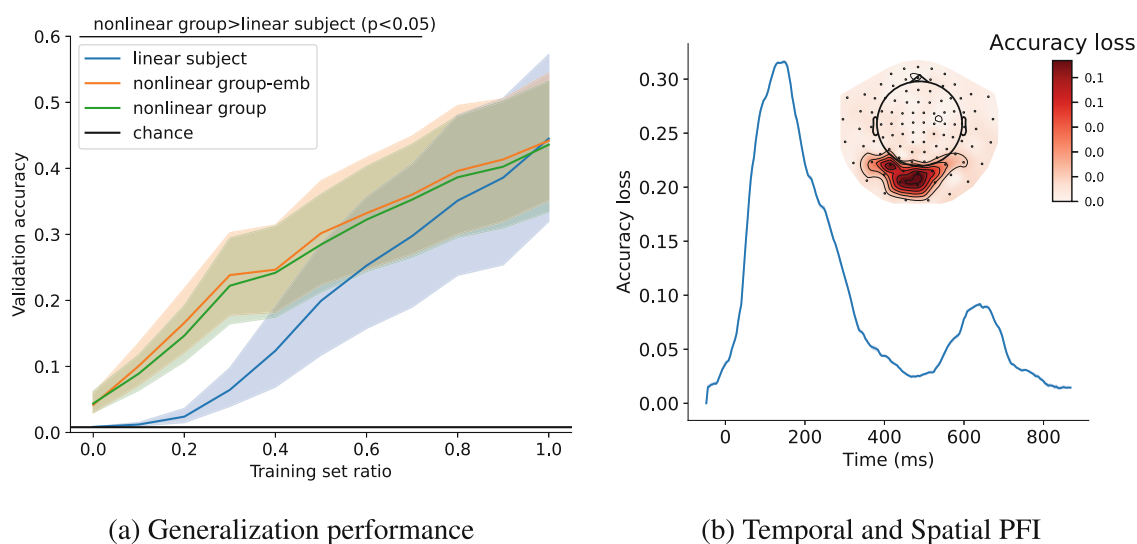 nonlinear group>linear subject (p<0.05)
0.6
0.5
0.4
0.3
0.2
0.1
0.0
Validation accuracy
linear subject
nonlinear group-emb
nonlinear group
chance
0.0 0.2 0.4 0.6 0.8 1.0
Training set ratio
(a) Generalization performance
Accuracy loss
0.1
0.1
0.0
0.0
0.0
0.0
0.30
0.25
0.20
0.15
0.10
0.05
0.00
Accuracy loss
0 200 400 600 800
Time (ms)
(b) Temporal and Spatial PFI